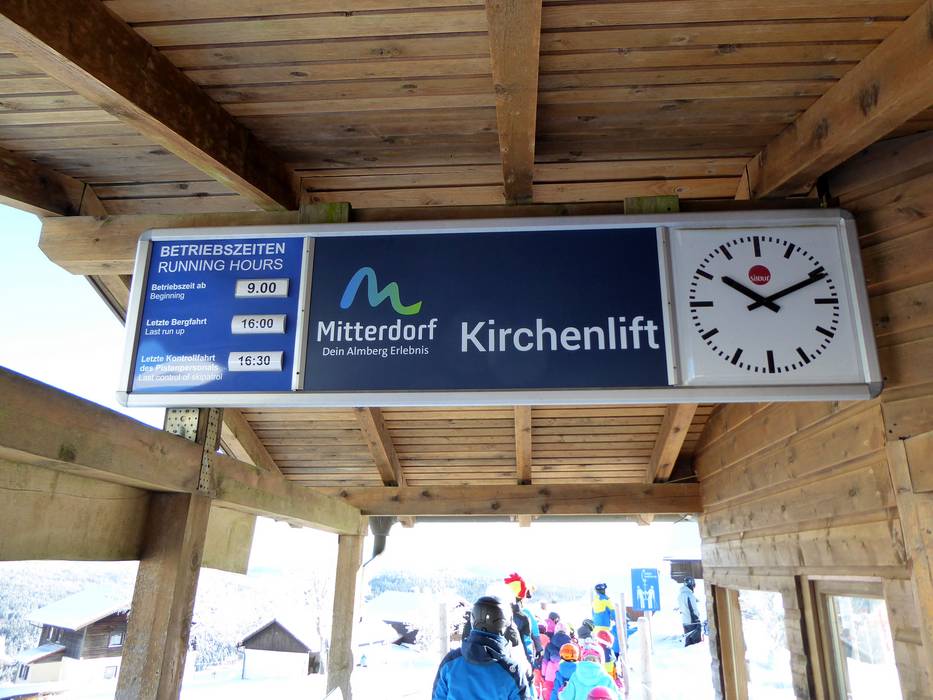 BETRIEBSZEITEN
RUNNING HOURS
Betriebszeit ab
Beginning
9.00
Letzte Bergfahrt
Last run up
16:00
Letzte Kontrollfahrt
des Pistenpersonals
Last control of skipatrol
16:30
Mitterdorf
Dein Almberg Erlebnis
Kirchenlift